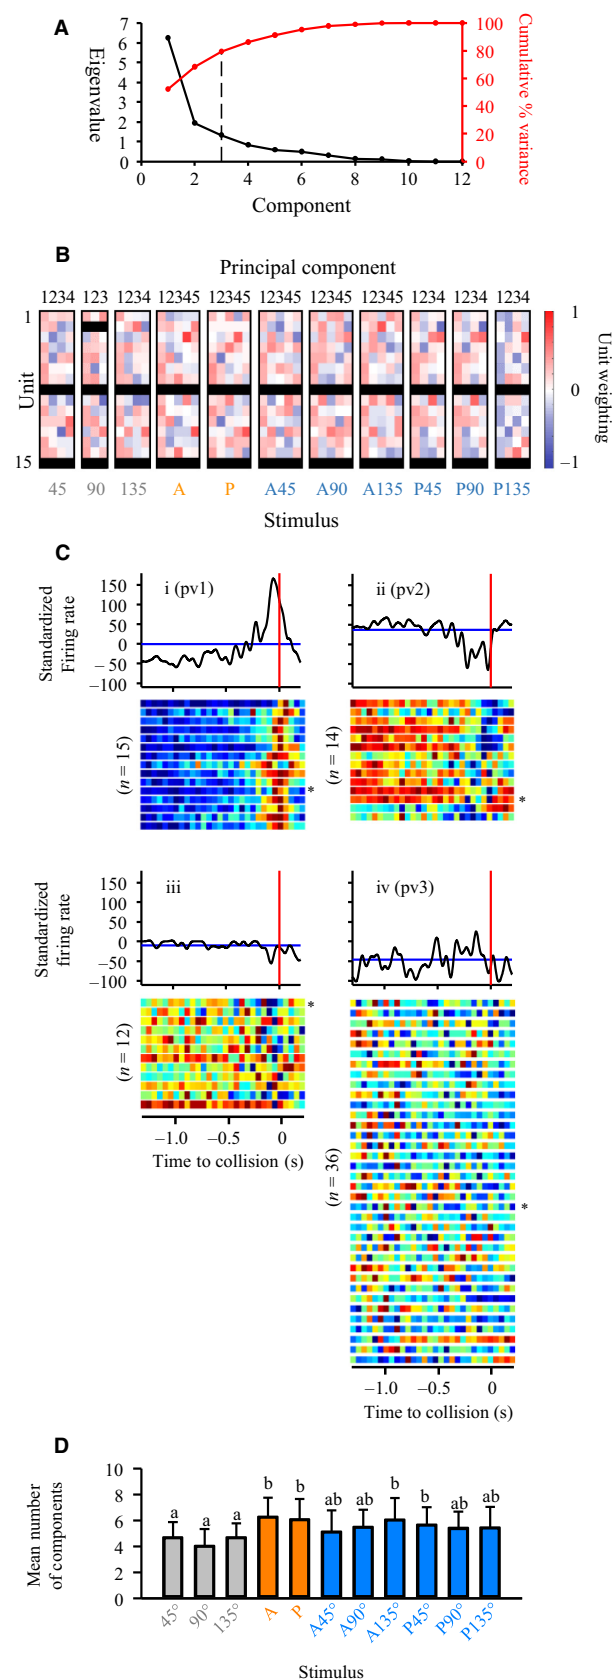 A
Eigenvalue
7
6
5
4
3
2
1
0
100
80
60
40
20
0
Cumulative % variance
0 2 4 6 8 10 12
Component
B
Principal component
1234 123 1234 12345 12345 12345 12345 12345 1234 1234 1234
1
Unit
15
1
0
−1
Unit weighting
45 90 135 A P A45 A90 A135 P45 P90 P135
Stimulus
C
Standardized
Firing rate
150
100
50
0
−50
−100
i (pv1)
ii (pv2)
(n = 15)
*
(n = 14)
*
Standardized
firing rate
150
100
50
0
−50
−100
iii
iv (pv3)
(n = 12)
*
−1.0 −0.5 0
Time to collision (s)
(n = 36)
*
−1.0 −0.5 0
Time to collision (s)
D
Mean number
of components
10
8
6
4
2
0
a a a b b ab ab b b ab ab
45° 90° 135° A P A45° A90° A135° P45° P90° P135°
Stimulus